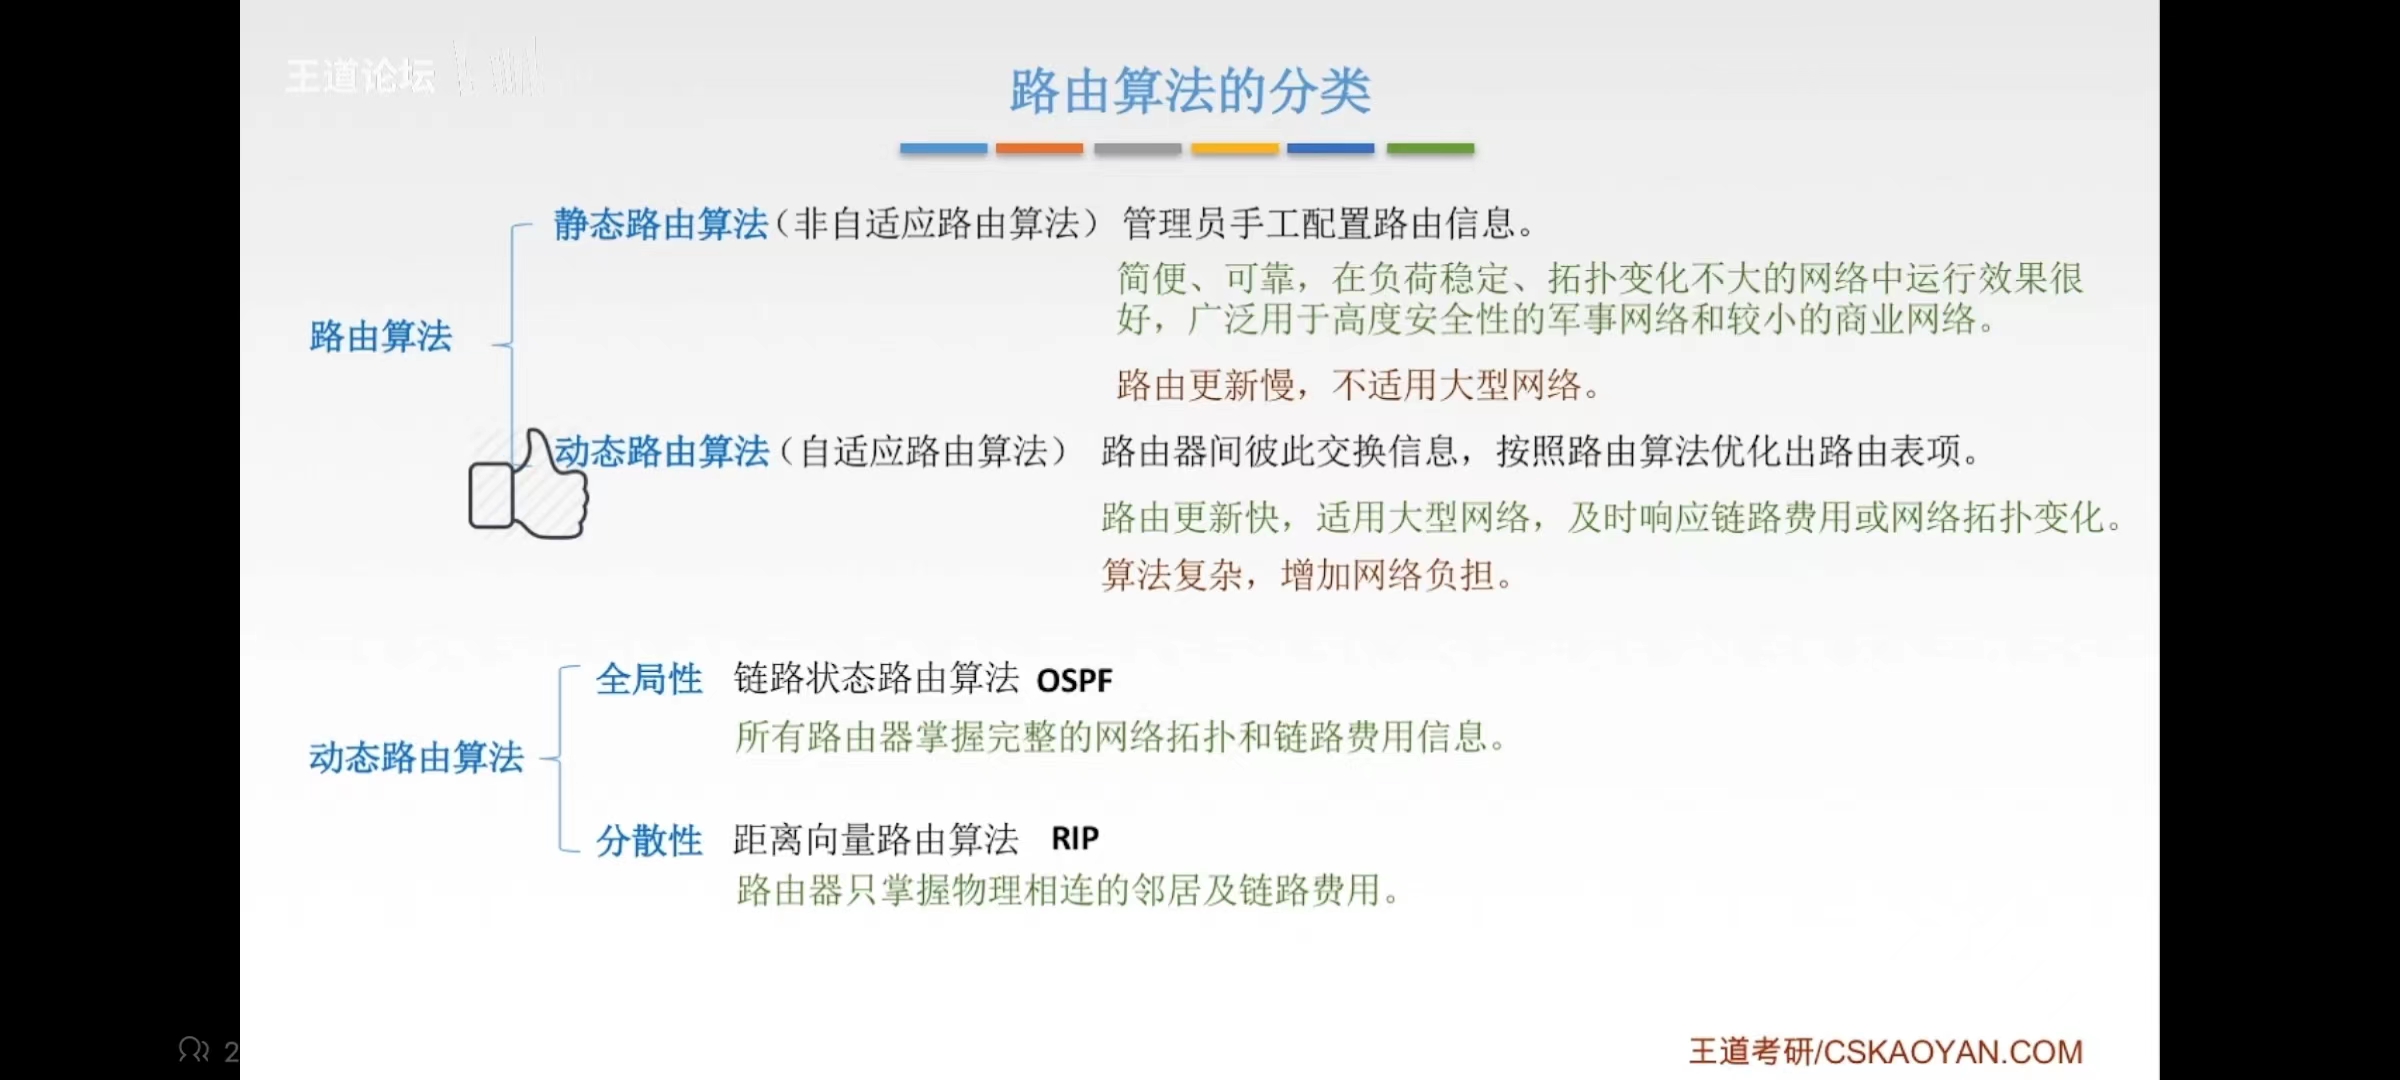 王道论坛
路由算法的分类
静态路由算法（非自适应路由算法） 管理员手工配置路由信息。
简便、可靠，在负荷稳定、拓扑变化不大的网络中运行效果很
好，广泛用于高度安全性的军事网络和较小的商业网络。
路由算法
路由更新慢，不适用大型网络。
动态路由算法（自适应路由算法） 路由器间彼此交换信息，按照路由算法优化出路由表项。
路由更新快，适用大型网络，及时响应链路费用或网络拓扑变化。
算法复杂，增加网络负担。
全局性 链路状态路由算法 OSPF
所有路由器掌握完整的网络拓扑和链路费用信息。
动态路由算法
分散性 距离向量路由算法 RIP
路由器只掌握物理相连的邻居及链路费用。
2
王道考研/CSKAOYAN.COM